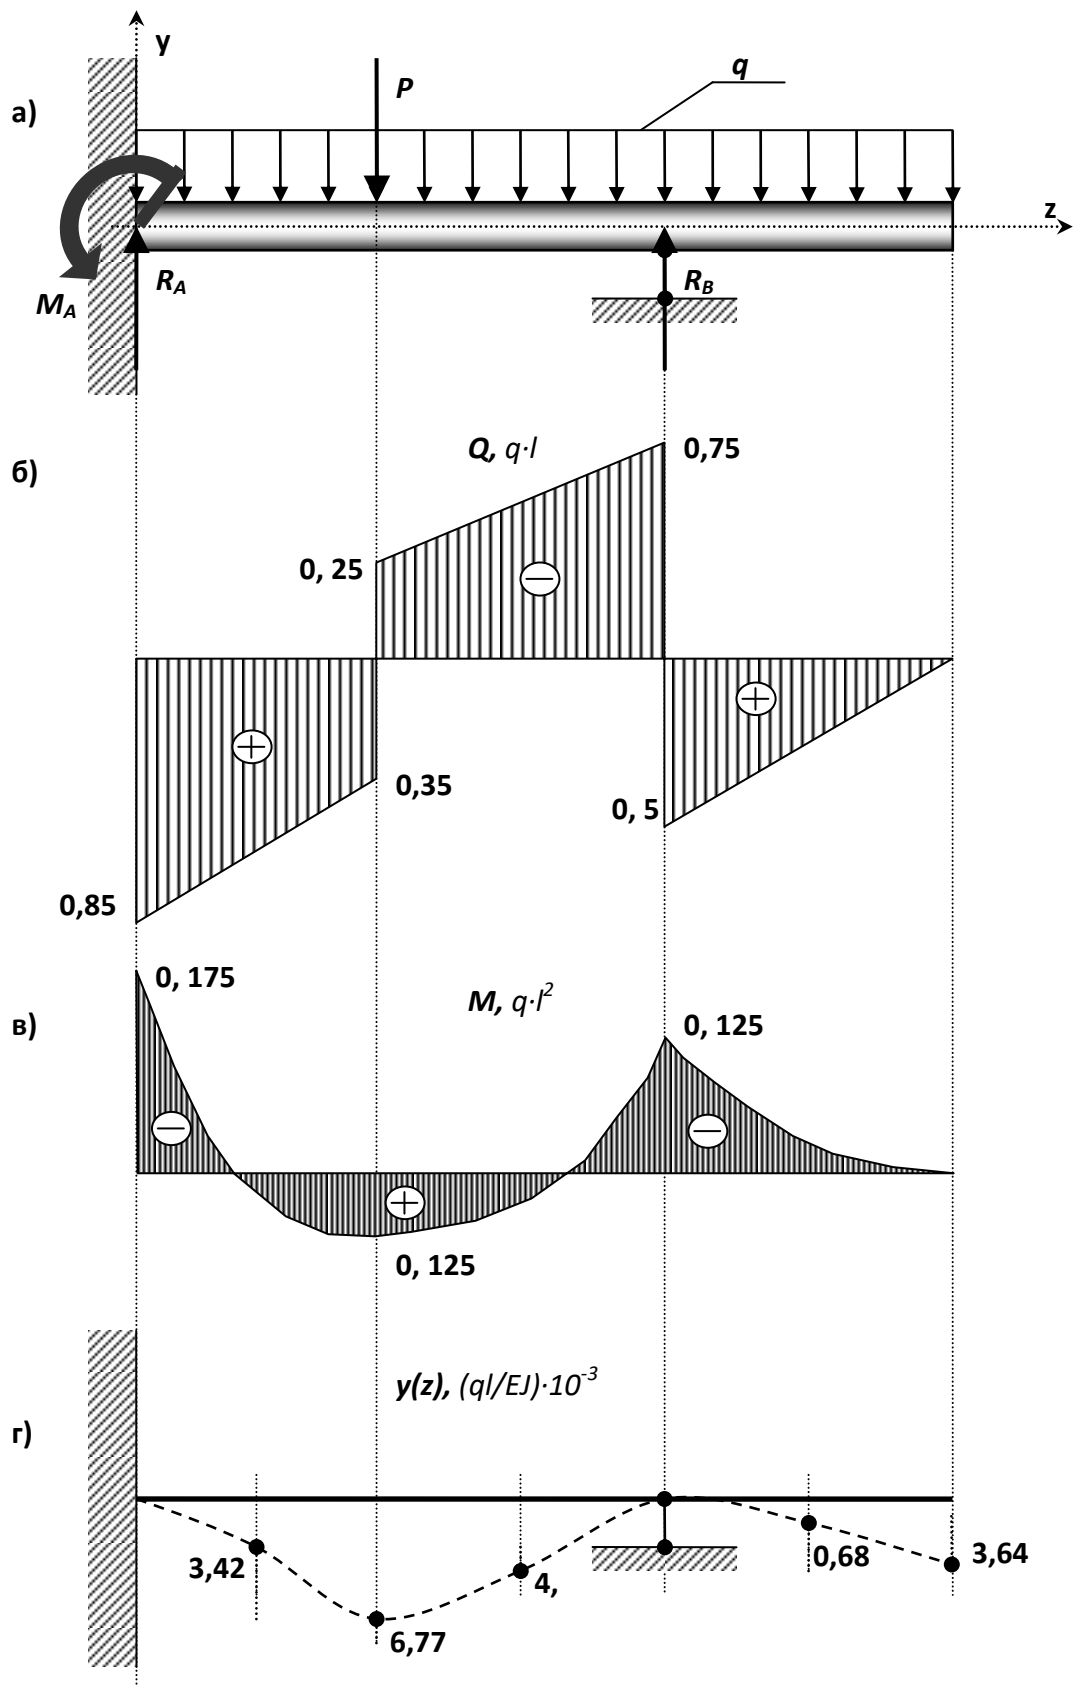 y
q
P
а)
z
R_A
R_B
M_A
Q, q·l
0,75
б)
0, 25
0,35
0, 5
0,85
0, 175
M, q·l²
0, 125
в)
0, 125
y(z), (ql/EJ)·10⁻³
г)
3,42
4,
0,68
3,64
6,77